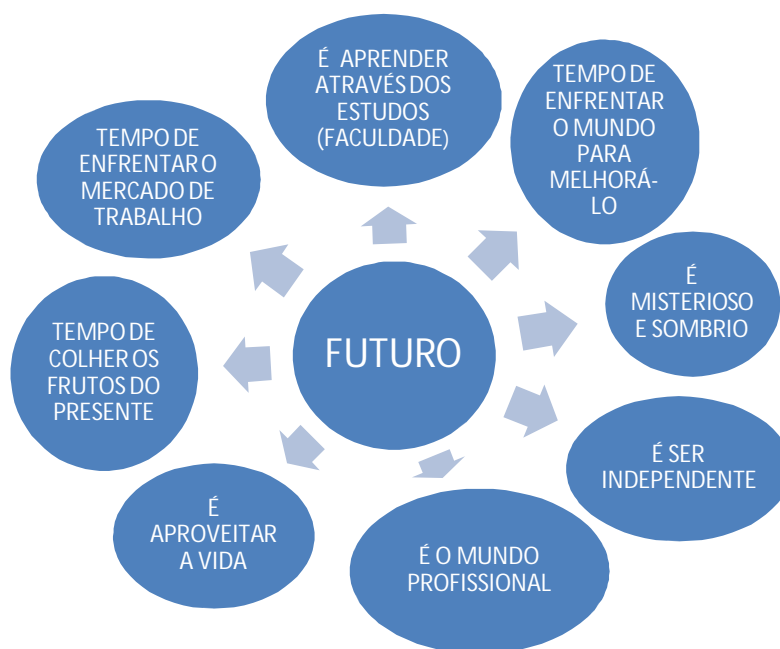 É APRENDER
ATRAVÉS DOS
ESTUDOS
(FACULDADE)
TEMPO DE
ENFRENTAR
O MUNDO
PARA
MELHORÁ-
LO
É
MISTERIOSO
E SOMBRIO
É SER
INDEPENDENTE
É O MUNDO
PROFISSIONAL
É
APROVEITAR
A VIDA
TEMPO DE
COLHER OS
FRUTOS DO
PRESENTE
TEMPO DE
ENFRENTAR O
MERCADO DE
TRABALHO
FUTURO